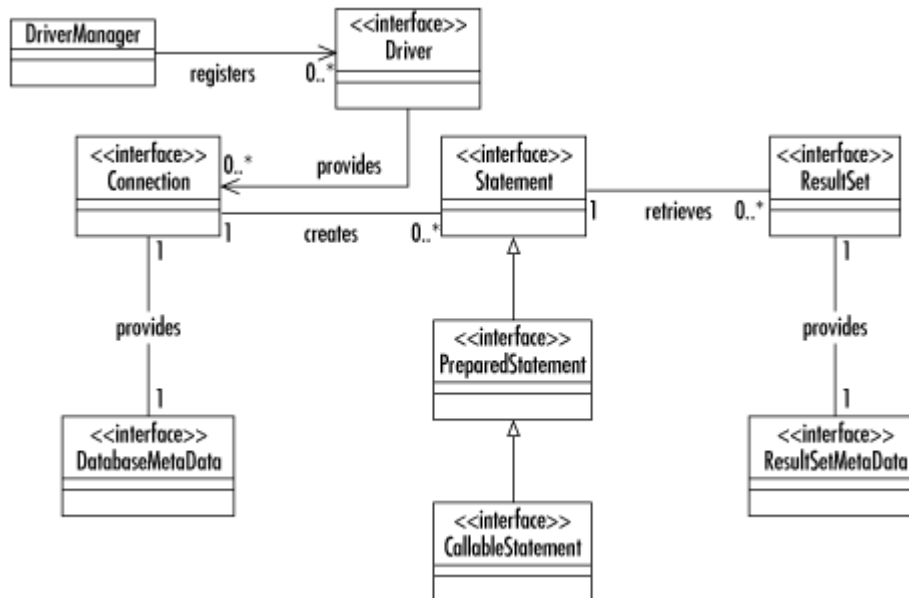 DriverManager
<<interface>>
Driver
registers
0..*
<<interface>>
Connection
0..*
provides
<<interface>>
Statement
<<interface>>
ResultSet
1
creates
0..*
1
retrieves
0..*
1
provides
1
<<interface>>
DatabaseMetaData
<<interface>>
PreparedStatement
<<interface>>
CallableStatement
1
provides
1
<<interface>>
ResultSetMetaData